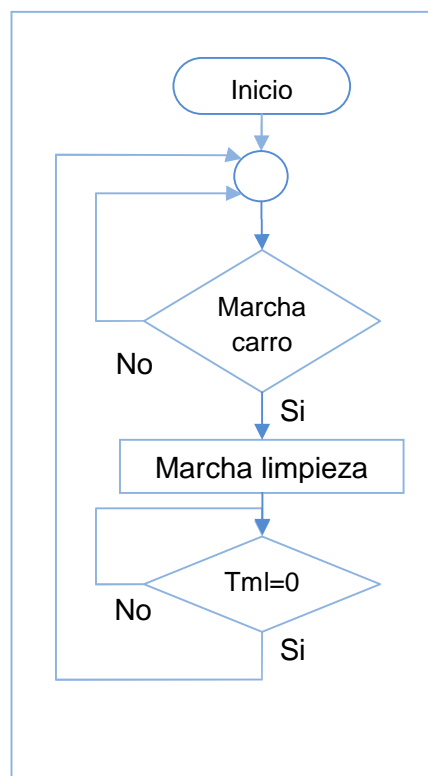 Inicio
Marcha
carro
No
Si
Marcha limpieza
Tml=0
No
Si